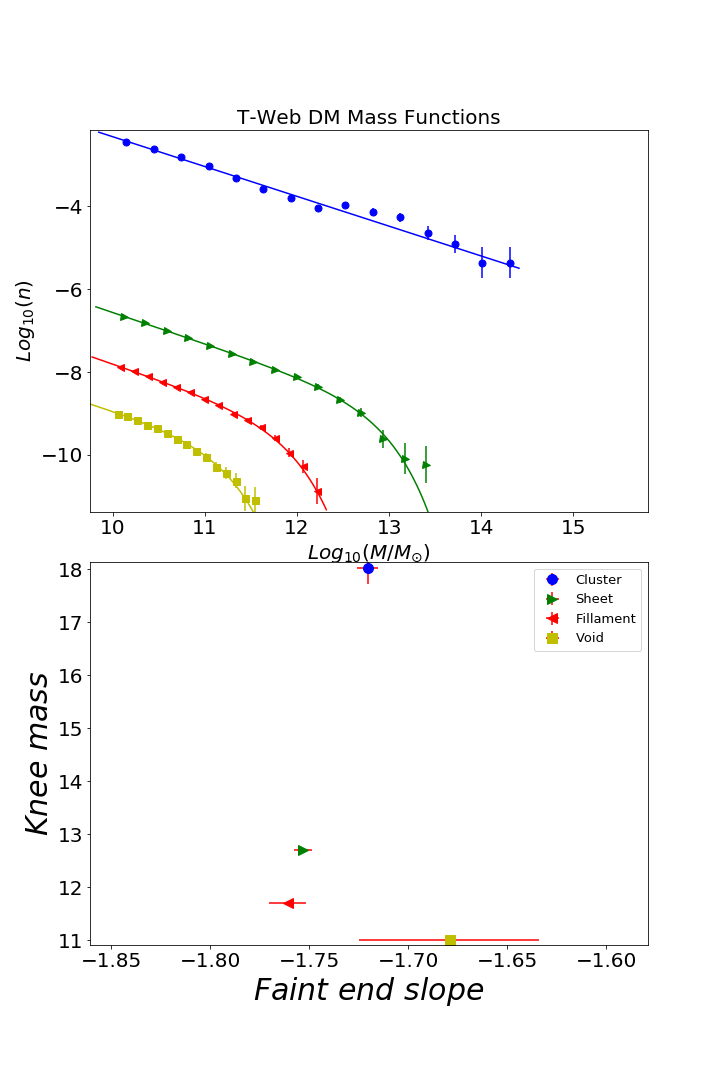 T-Web DM Mass Functions
Log₁₀(n)
−4
−6
−8
−10
10 11 12 13 14 15
Log₁₀(M/M⊙)
Knee mass
18
17
16
15
14
13
12
11
Cluster
Sheet
Fillament
Void
−1.85 −1.80 −1.75 −1.70 −1.65 −1.60
Faint end slope